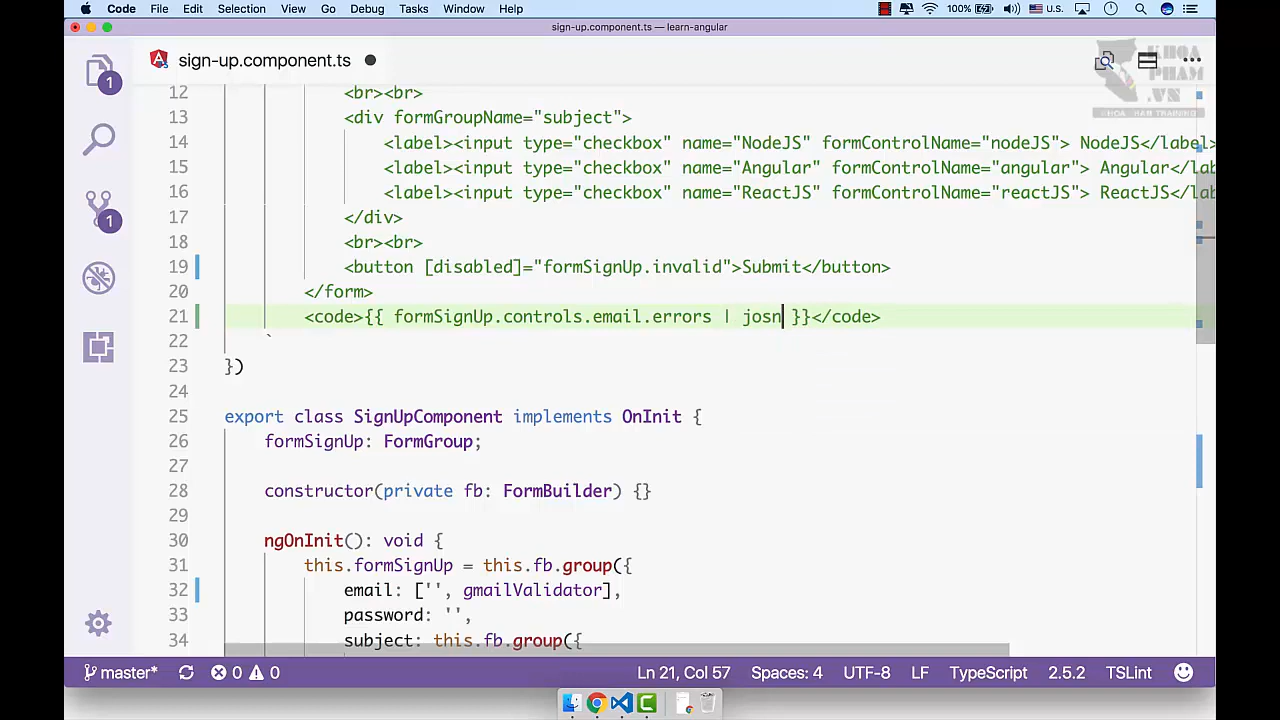 Code File Edit Selection View Go Debug Tasks Window Help 100% U.S.
sign-up.component.ts — learn-angular
sign-up.component.ts
KHOA
PHAM
.VN
1
1
12 <br><br>
13 <div formGroupName="subject">
14 <label><input type="checkbox" name="NodeJS" formControlName="nodeJS"> NodeJS</label>
15 <label><input type="checkbox" name="Angular" formControlName="angular"> Angular</la
16 <label><input type="checkbox" name="ReactJS" formControlName="reactJS"> ReactJS</la
17 </div>
18 <br><br>
19 <button [disabled]="formSignUp.invalid">Submit</button>
20 </form>
21 <code>{{ formSignUp.controls.email.errors | josn }}</code>
22 `
23 })
24
25 export class SignUpComponent implements OnInit {
26 formSignUp: FormGroup;
27
28 constructor(private fb: FormBuilder) {}
29
30 ngOnInit(): void {
31 this.formSignUp = this.fb.group({
32 email: ['', gmailValidator],
33 password: '',
34 subject: this.fb.group({
master* 0 0 Ln 21, Col 57 Spaces: 4 UTF-8 LF TypeScript 2.5.2 TSLint